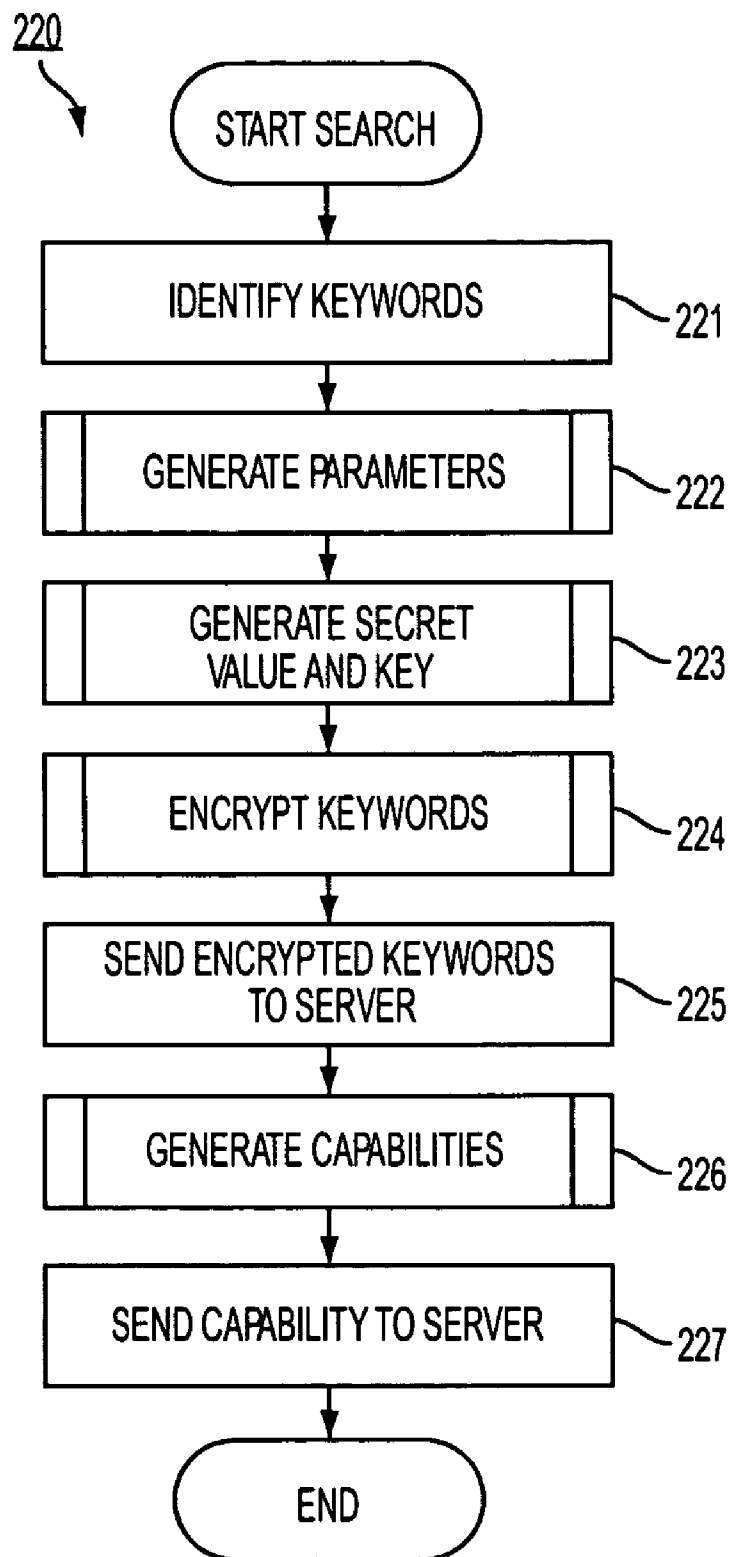 220
START SEARCH
IDENTIFY KEYWORDS
221
GENERATE PARAMETERS
222
GENERATE SECRET
VALUE AND KEY
223
ENCRYPT KEYWORDS
224
SEND ENCRYPTED KEYWORDS
TO SERVER
225
GENERATE CAPABILITIES
226
SEND CAPABILITY TO SERVER
227
END